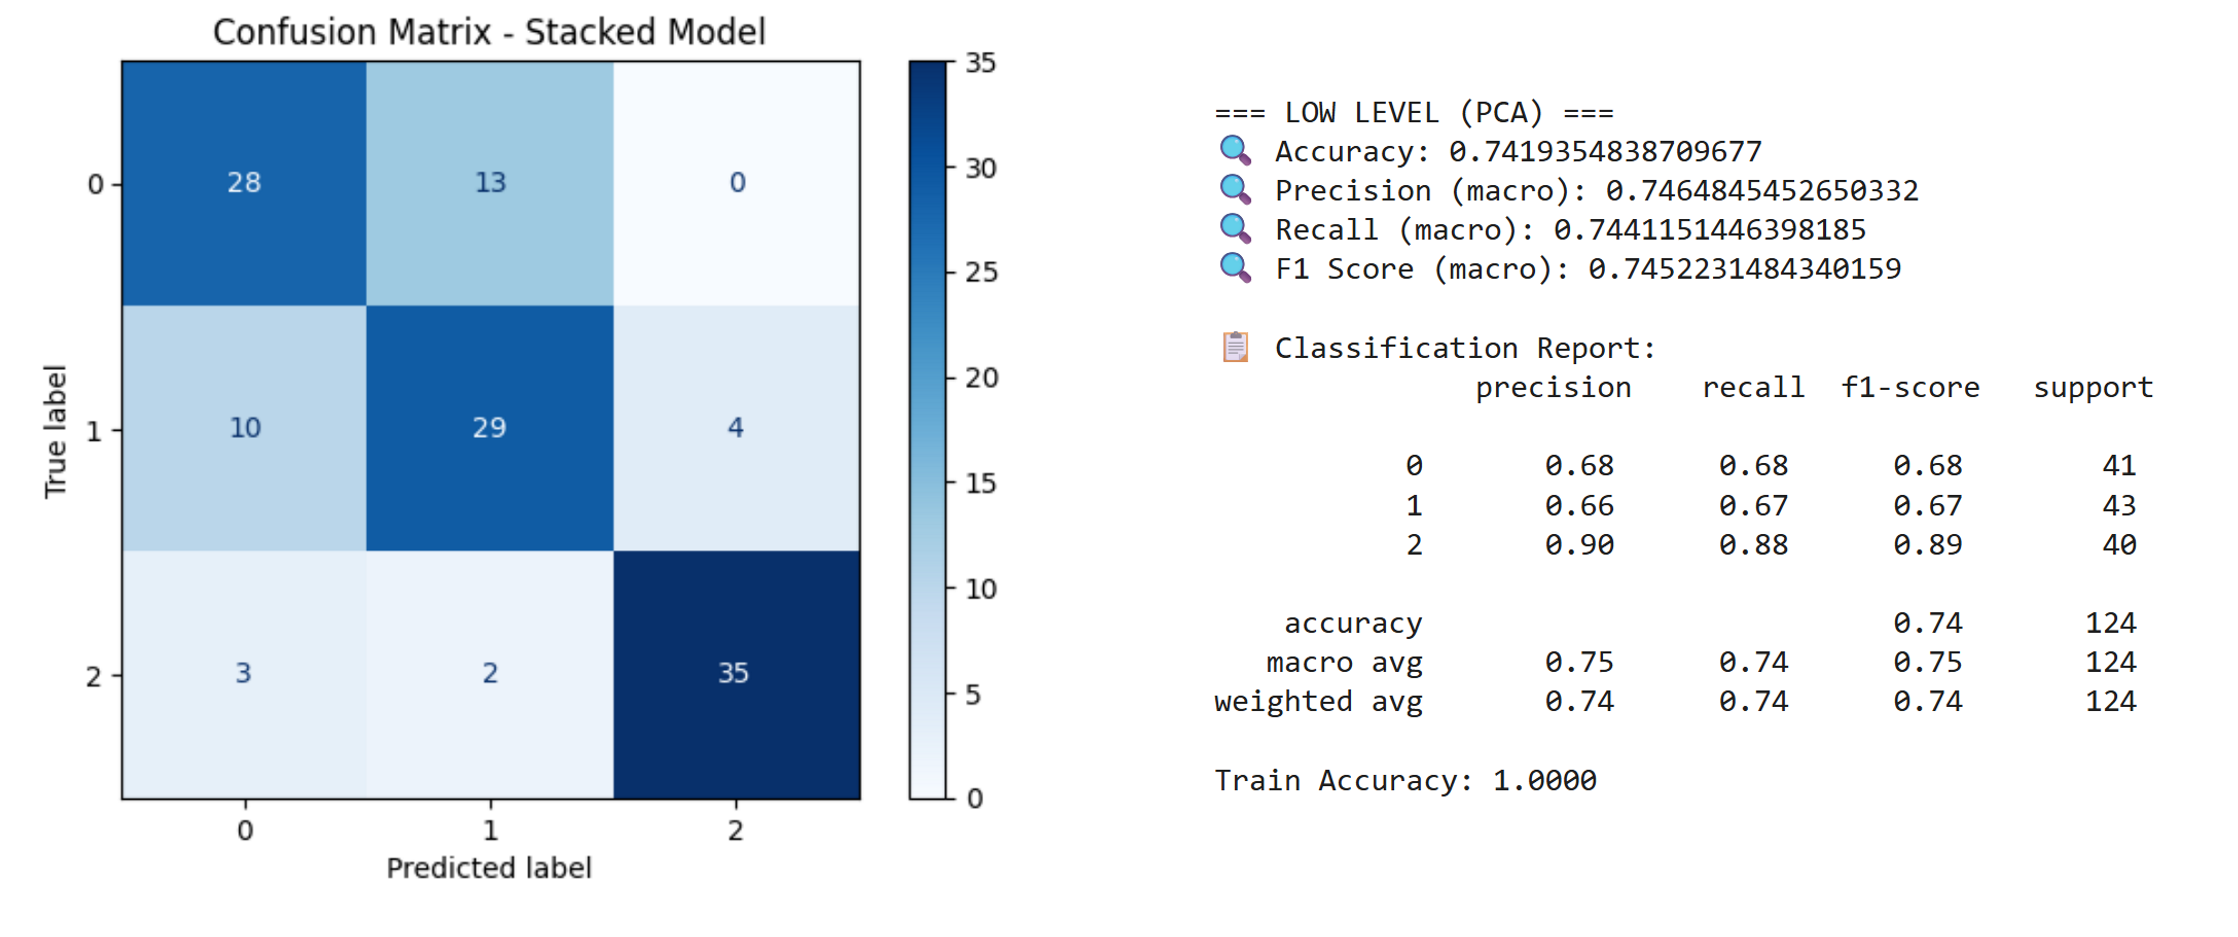 Confusion Matrix - Stacked Model
True label
0
28 13 0
1
10 29 4
2
3 2 35
0 1 2
Predicted label
35
30
25
20
15
10
5
0
=== LOW LEVEL (PCA) ===
🔍 Accuracy: 0.7419354838709677
🔍 Precision (macro): 0.7464845452650332
🔍 Recall (macro): 0.7441151446398185
🔍 F1 Score (macro): 0.7452231484340159
📋 Classification Report:
precision recall f1-score support
0 0.68 0.68 0.68 41
1 0.66 0.67 0.67 43
2 0.90 0.88 0.89 40
accuracy 0.74 124
macro avg 0.75 0.74 0.75 124
weighted avg 0.74 0.74 0.74 124
Train Accuracy: 1.0000